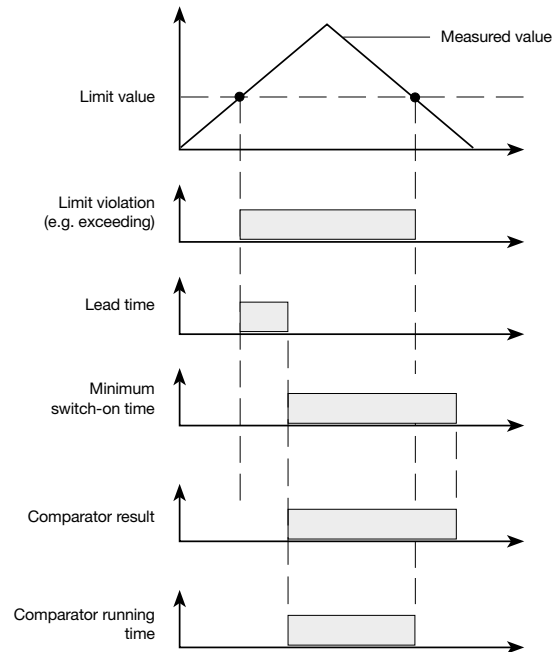 Measured value
Limit value
Limit violation
(e.g. exceeding)
Lead time
Minimum
switch-on time
Comparator result
Comparator running
time